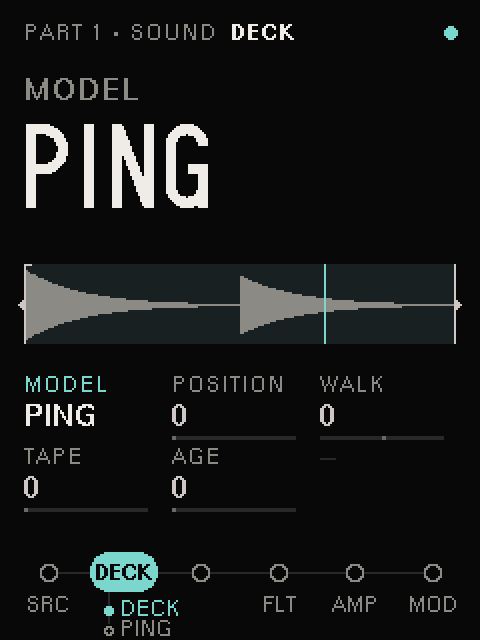 PART 1 · SOUND DECK
MODEL
PING
MODEL POSITION WALK
PING 0 0
TAPE AGE —
0 0
DECK
SRC FLT AMP MOD
DECK
PING